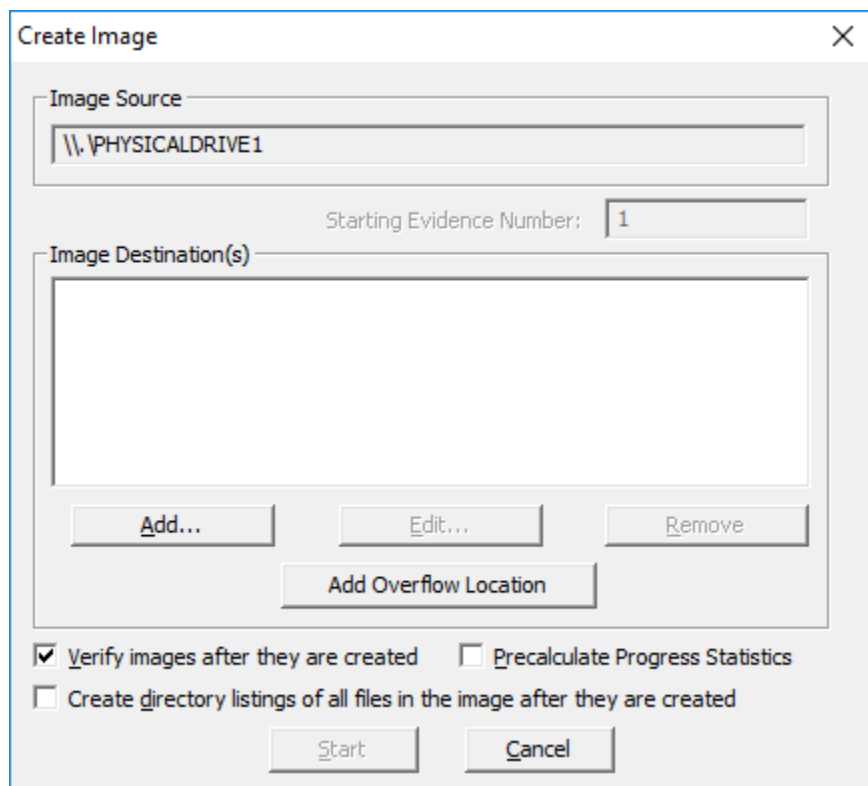 Create Image
Image Source
\\.\PHYSICALDRIVE1
Starting Evidence Number: 1
Image Destination(s)
Add... Edit... Remove
Add Overflow Location
Verify images after they are created Precalculate Progress Statistics
Create directory listings of all files in the image after they are created
Start Cancel